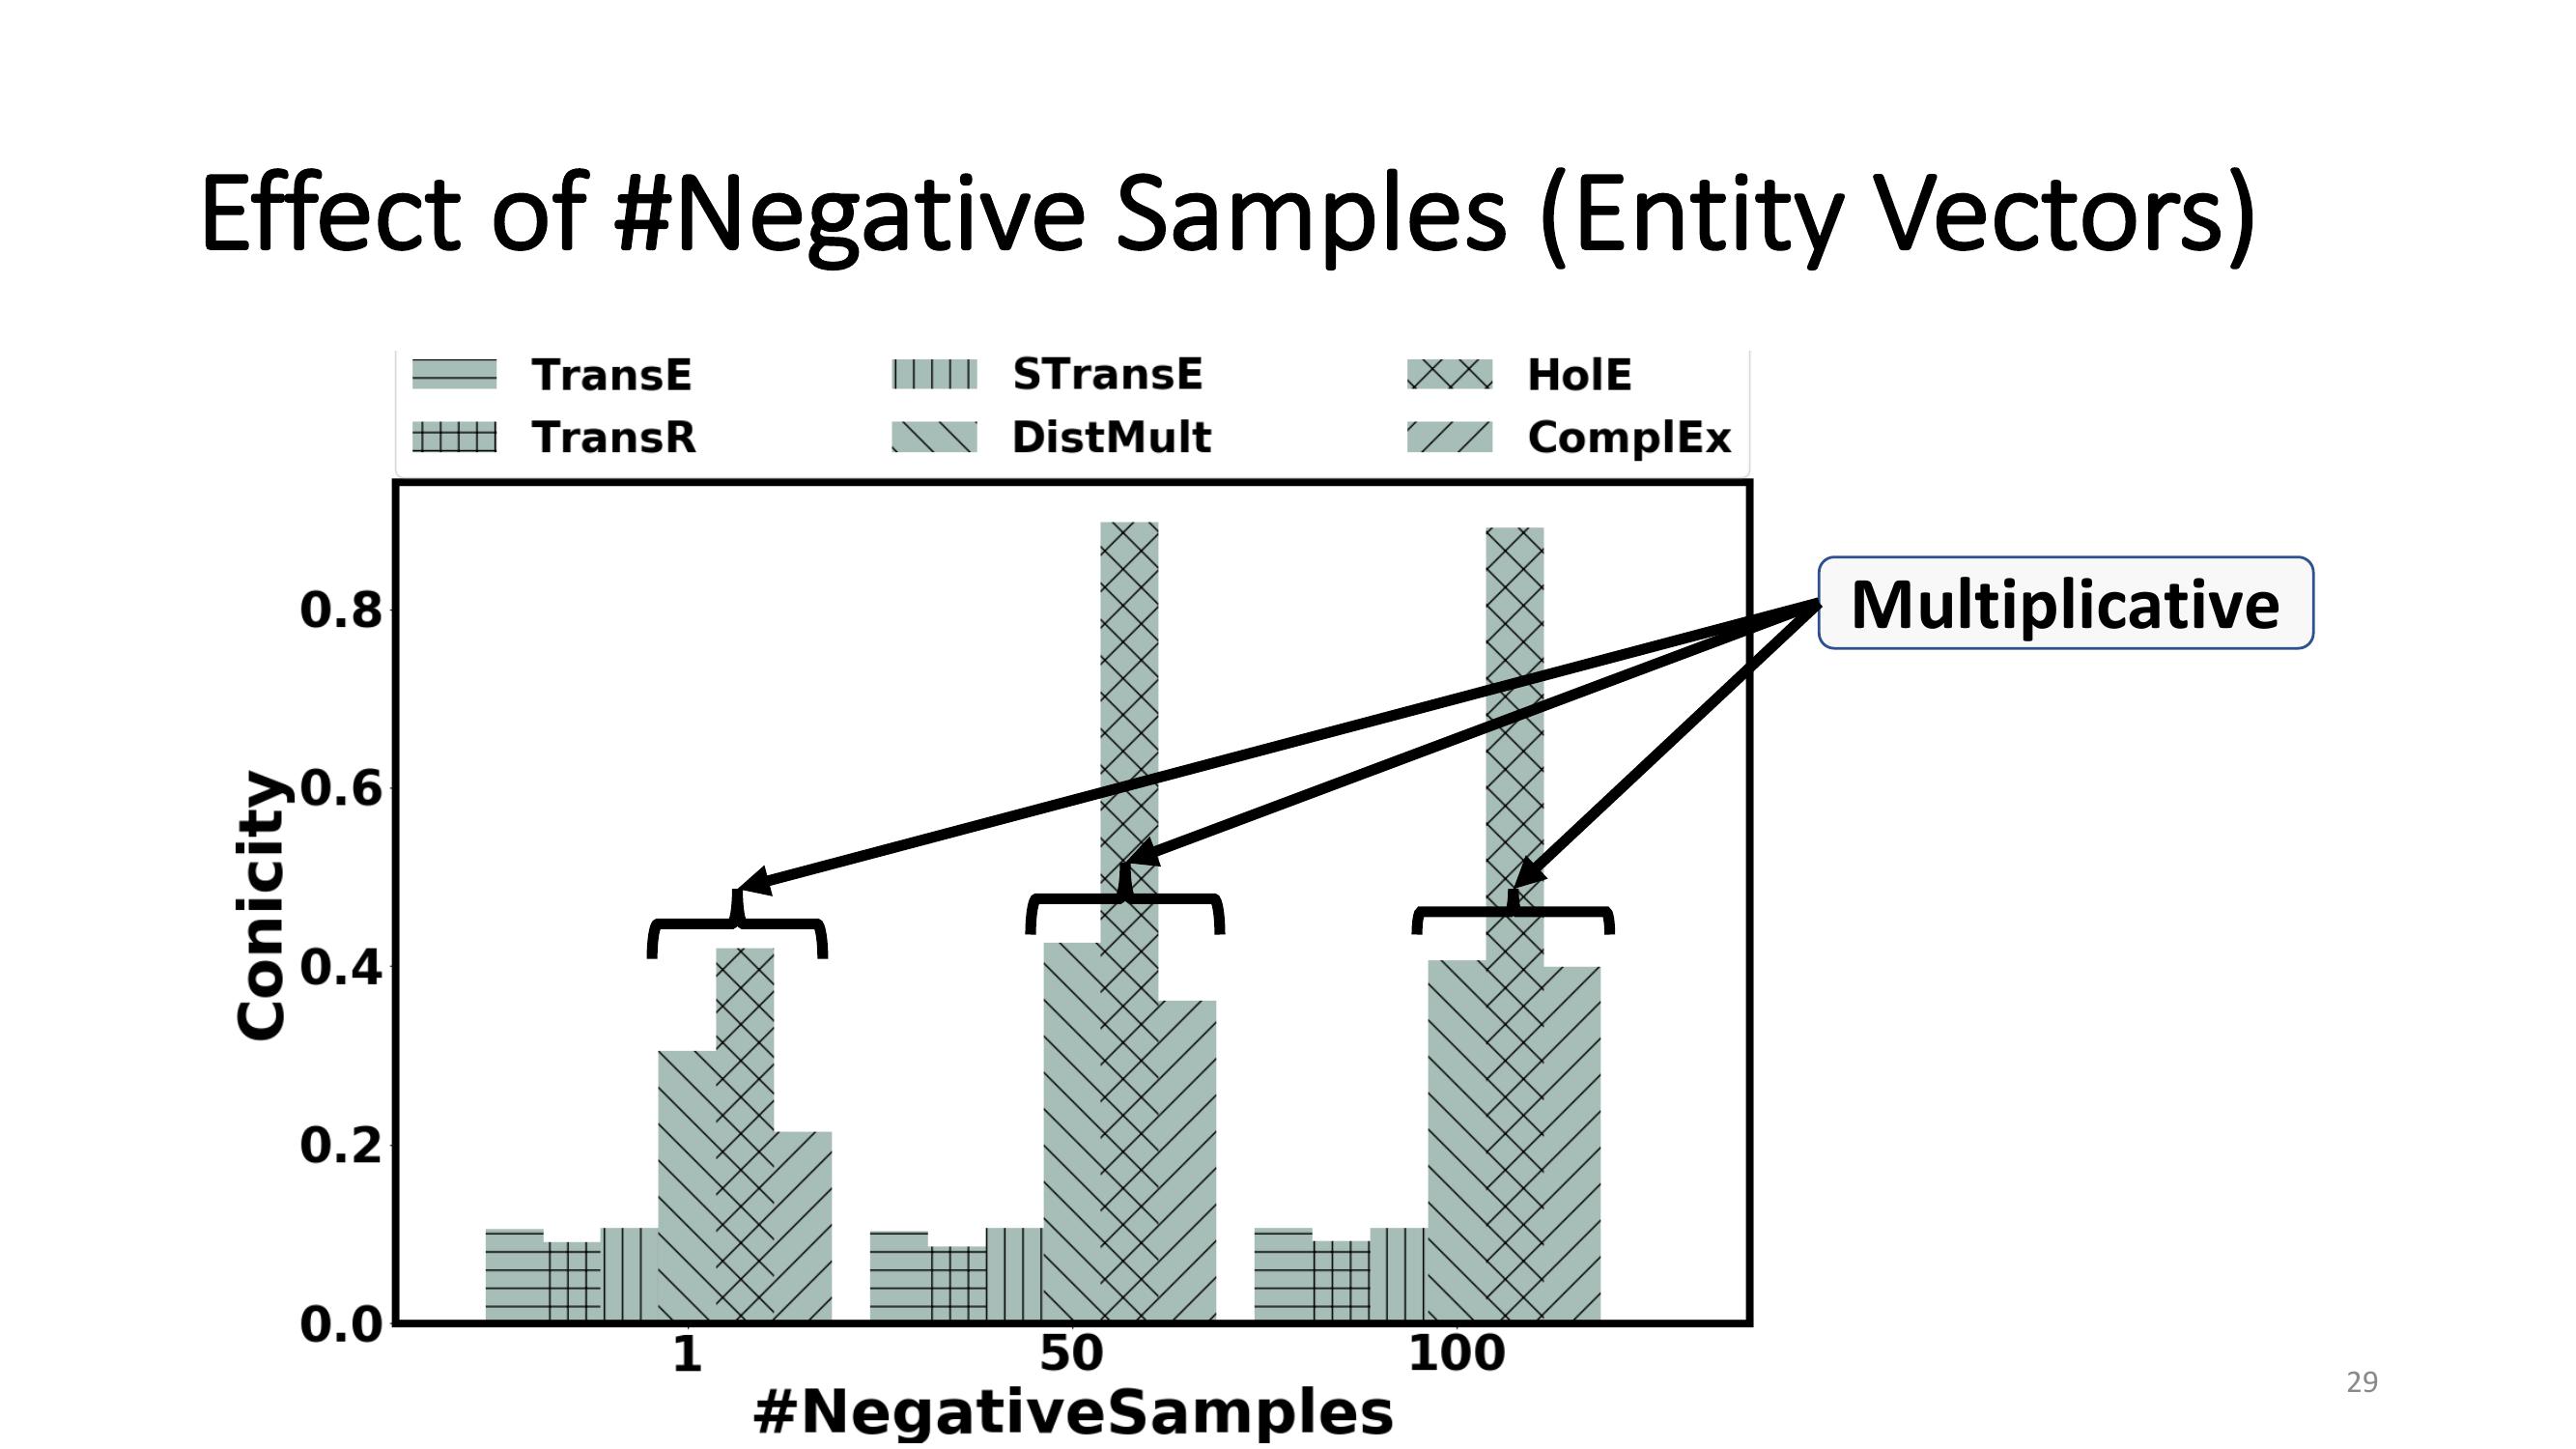 Effect of #Negative Samples (Entity Vectors)
TransE STransE HolE
TransR DistMult ComplEx
Multiplicative
Conicity
0.8
0.6
0.4
0.2
0.0
1 50 100
#NegativeSamples
29